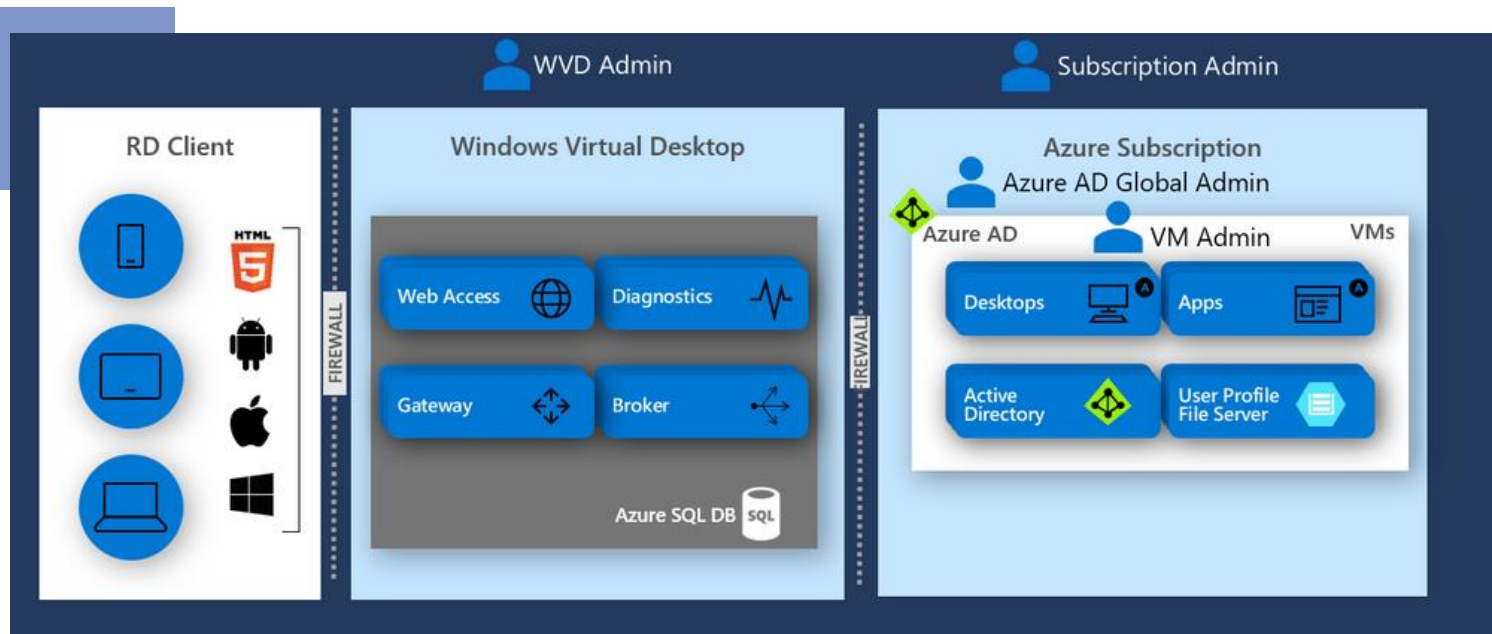 WVD Admin
Subscription Admin
RD Client
HTML
5
FIREWALL
Windows Virtual Desktop
Web Access
Diagnostics
Gateway
Broker
Azure SQL DB
SQL
FIREWALL
Azure Subscription
Azure AD Global Admin
Azure AD
VM Admin
VMs
Desktops
A
Apps
A
Active
Directory
User Profile
File Server